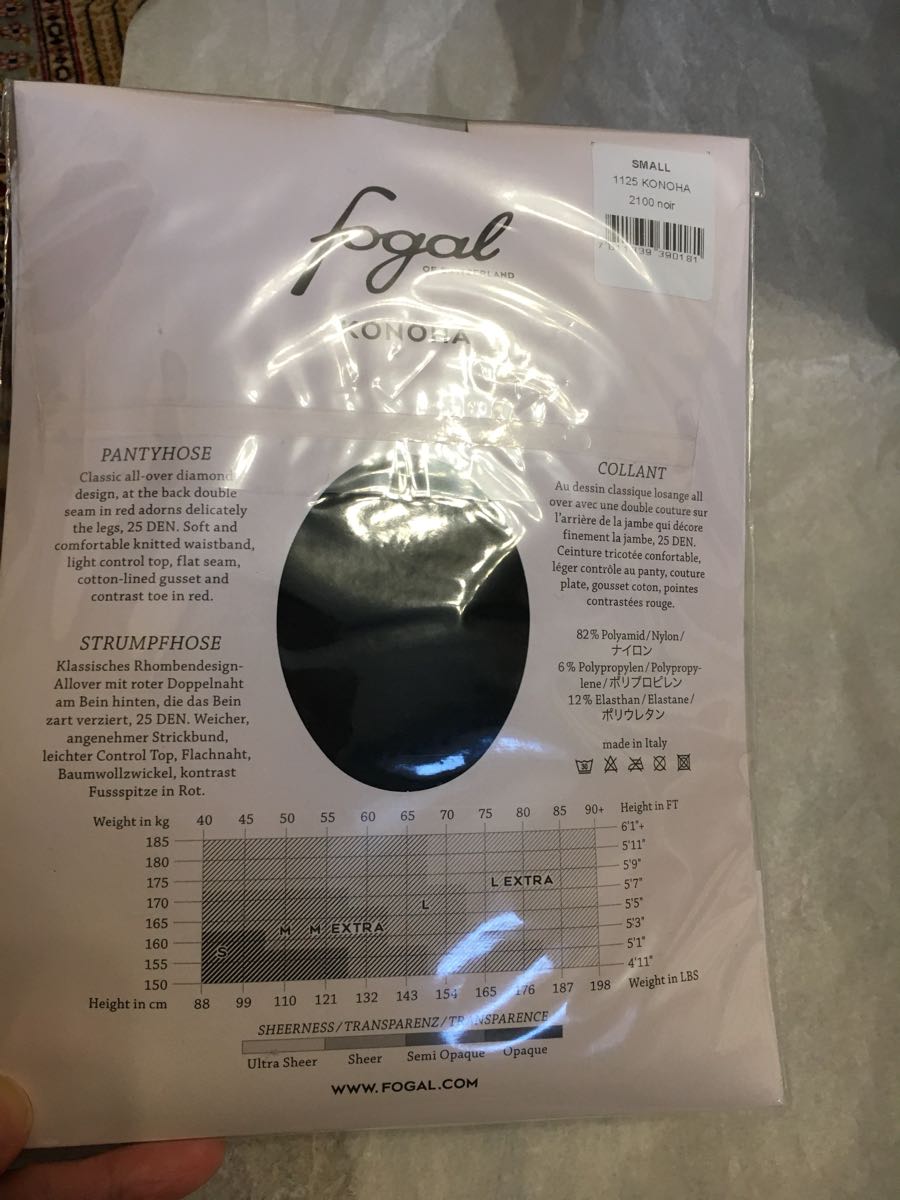 SMALL
1125 KONOHA
2100 noir
390181
fogal
OF SWITZERLAND
KONOHA
PANTYHOSE
Classic all-over diamond
design, at the back double
seam in red adorns delicately
the legs, 25 DEN. Soft and
comfortable knitted waistband,
light control top, flat seam,
cotton-lined gusset and
contrast toe in red.
STRUMPFHOSE
Klassisches Rhombendesign-
Allover mit roter Doppelnaht
am Bein hinten, die das Bein
zart verziert, 25 DEN. Weicher,
angenehmer Strickbund,
leichter Control Top, Flachnaht,
Baumwollzwickel, kontrast
Fussspitze in Rot.
COLLANT
Au dessin classique losange all
over avec une double couture sur
l'arrière de la jambe qui décore
finement la jambe, 25 DEN.
Ceinture tricotée confortable,
léger contrôle au panty, couture
plate, gousset coton, pointes
contrastées rouge.
82% Polyamid/Nylon/
ナイロン
6% Polypropylen/Polypropy-
lene/ポリプロピレン
12% Elasthan/Elastane/
ポリウレタン
made in Italy
Weight in kg 40 45 50 55 60 65 70 75 80 85 90+ Height in FT
185 6'1"+
180 5'11"
175 L EXTRA 5'9"
170 L 5'7"
165 M M EXTRA 5'5"
160 S 5'3"
155 5'1"
150 4'11"
Height in cm 88 99 110 121 132 143 154 165 176 187 198 Weight in LBS
SHEERNESS/TRANSPARENZ/TRANSPARENCE
Ultra Sheer Sheer Semi Opaque Opaque
WWW.FOGAL.COM